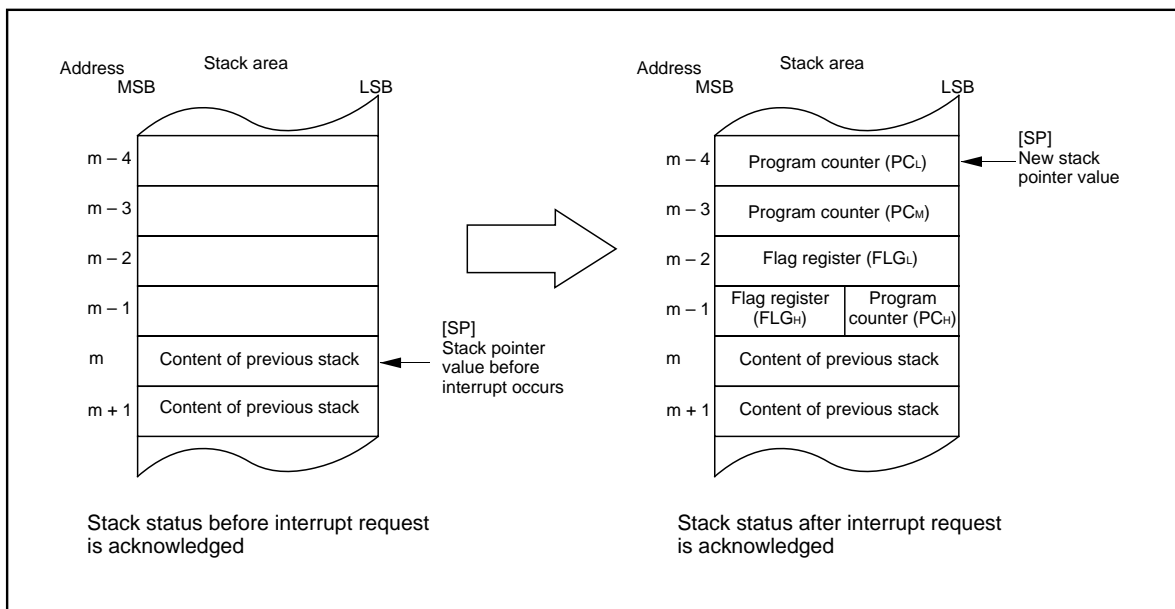 Address
Stack area
MSB
LSB
m – 4
m – 3
m – 2
m – 1
m
Content of previous stack
m + 1
Content of previous stack
[SP]
Stack pointer
value before
interrupt occurs
Stack status before interrupt request
is acknowledged
Address
Stack area
MSB
LSB
m – 4
Program counter (PCL)
[SP]
New stack
pointer value
m – 3
Program counter (PCM)
m – 2
Flag register (FLGL)
m – 1
Flag register
(FLGH)
Program
counter (PCH)
m
Content of previous stack
m + 1
Content of previous stack
Stack status after interrupt request
is acknowledged